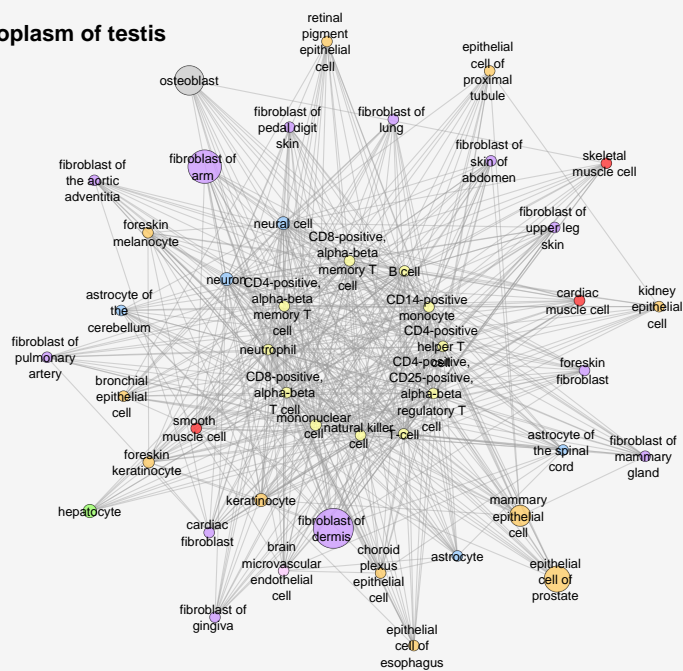 oplasm of testis
retinal
pigment
epithelial
cell
epithelial
cell of
proximal
tubule
osteoblast
fibroblast of
pedal digit
skin
fibroblast of
lung
fibroblast of
arm
fibroblast of
skin of
abdomen
skeletal
muscle cell
fibroblast of
the aortic
adventitia
foreskin
melanocyte
neural cell
fibroblast of
upper leg
skin
CD8-positive,
alpha-beta
memory T
cell
B cell
neuron
CD4-positive,
alpha-beta
memory T
cell
CD14-positive
monocyte
cardiac
muscle cell
kidney
epithelial
cell
astrocyte of
the
cerebellum
CD4-positive
helper T
cell
neutrophil
fibroblast of
pulmonary
artery
CD4-positive,
CD25-positive,
alpha-beta
regulatory T
cell
foreskin
fibroblast
bronchial
epithelial
cell
CD8-positive,
alpha-beta
T cell
smooth
muscle cell
mononuclear
cell
natural killer
cell
T-cell
astrocyte of
the spinal
cord
fibroblast of
mammary
gland
foreskin
keratinocyte
hepatocyte
keratinocyte
cardiac
fibroblast
fibroblast of
dermis
mammary
epithelial
cell
brain
microvascular
endothelial
cell
choroid
plexus
epithelial
cell
astrocyte
epithelial
cell of
prostate
fibroblast of
gingiva
epithelial
cell of
esophagus